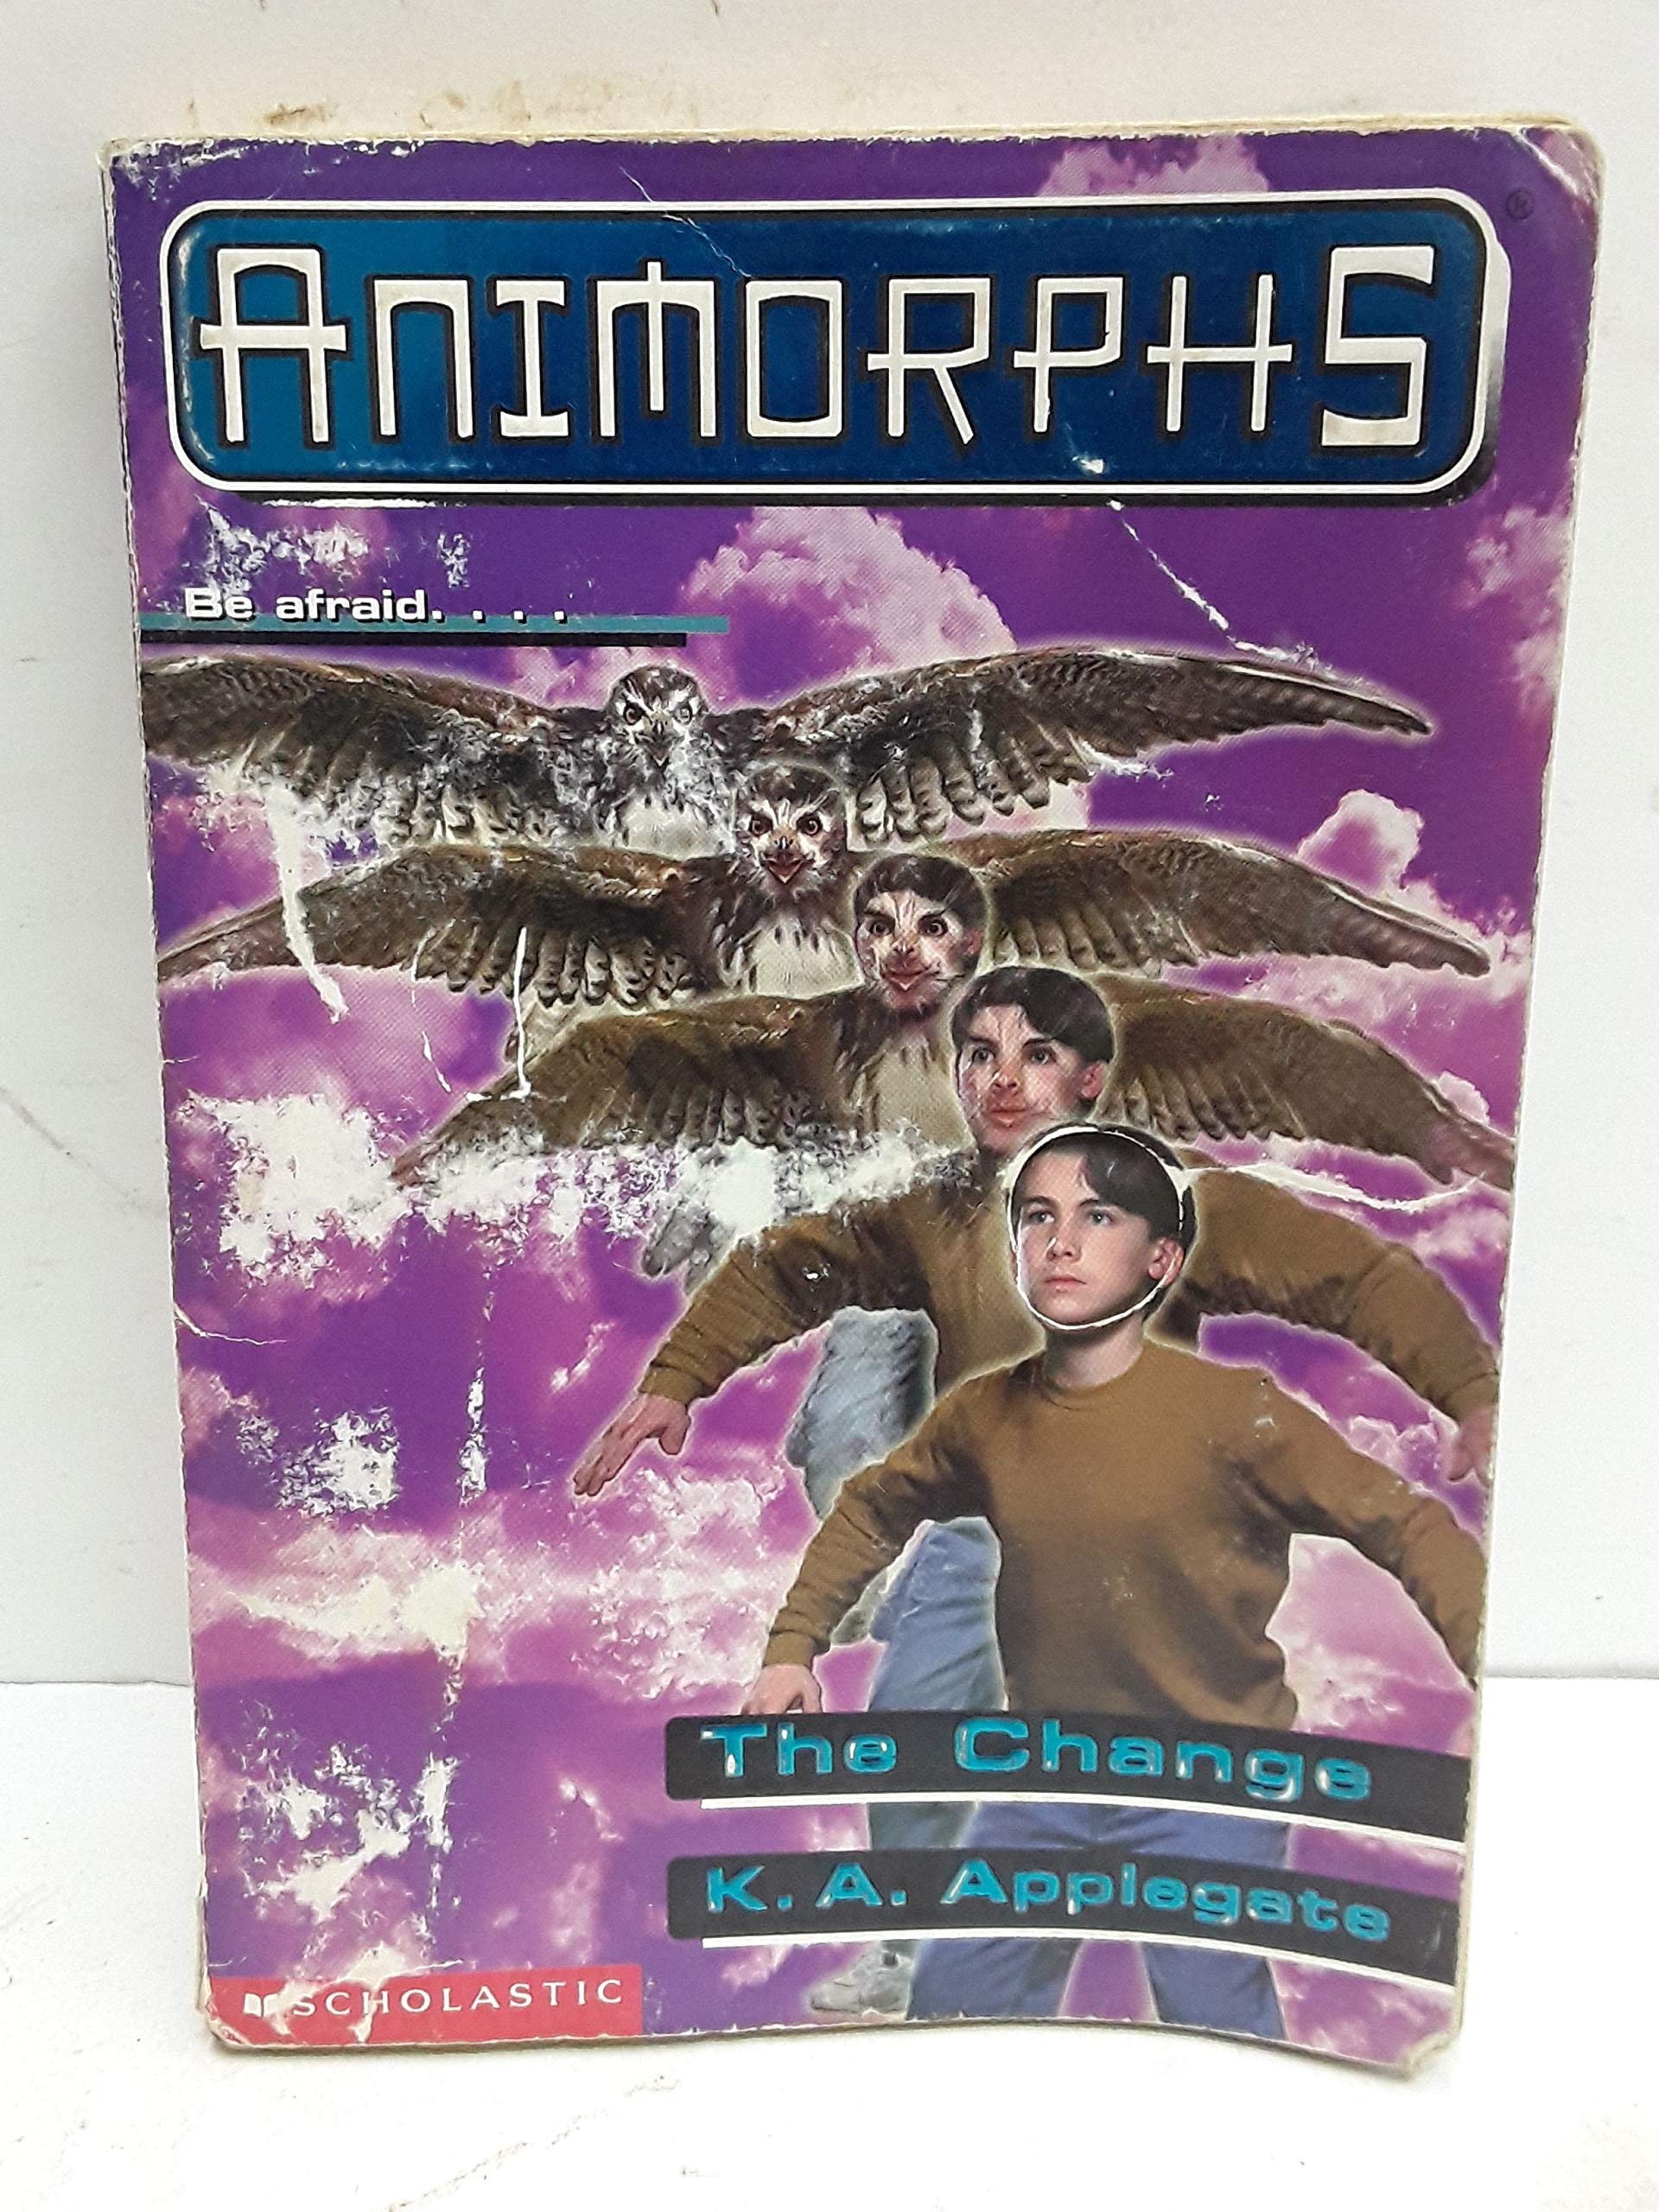 ANIMORPHS
®
Be afraid. . . .
The Change
K. A. Applegate
SCHOLASTIC